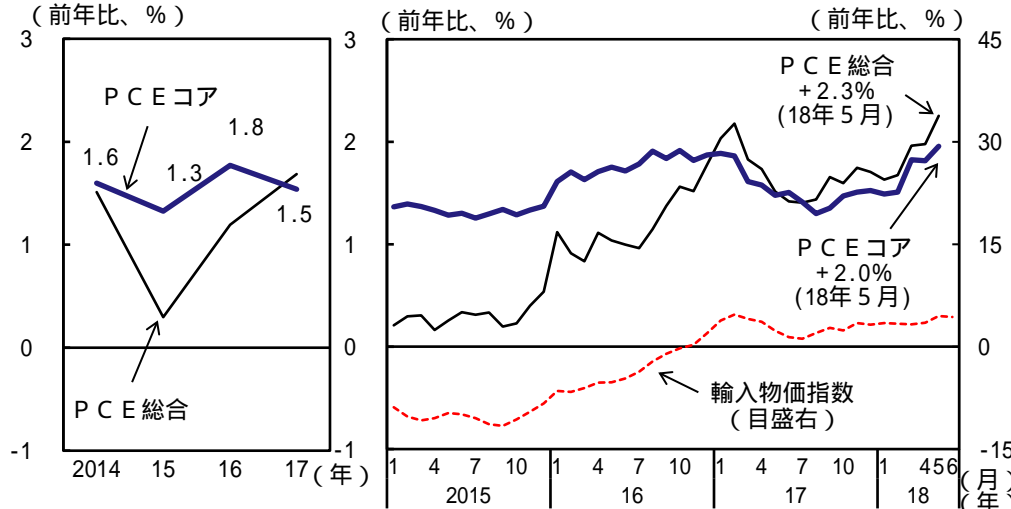 (前年比、％)
3
2
1
0
-1
ＰＣＥコア
1.6
1.3
1.8
1.5
ＰＣＥ総合
2014 15 16 17 (年)
(前年比、％)
(前年比、％)
3
2
1
0
-1
45
30
15
0
-15
ＰＣＥ総合
+2.3%
(18年５月)
ＰＣＥコア
+2.0%
(18年５月)
輸入物価指数
(目盛右)
1 4 7 10 1 4 7 10 1 4 7 10 1 4 5 6 (月)
2015 16 17 18 (年)